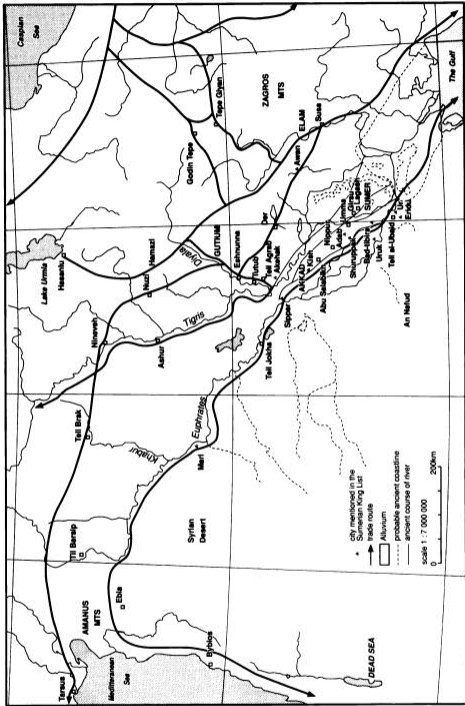 Caspian
Sea
Lake Urmia
Hasanlu
Tepe Giyan
Godin Tepe
ZAGROS
MTS
Nineveh
Nuzi
Hamazi
Diyala
GUTIUM
Tell Brak
Tigris
Ashur
Eshnunna
Tutub
Tell Agrab
Akshak
Der
Awan
ELAM
Susa
Til Barsip
Khabur
Euphrates
Mari
Sippar
AKKAD
Kish
Nippur
Adab
Umma
Girsu
Lagash
SUMER
Abu Salabikh
Shuruppak
Bad-tibira
Uruk
Ur
Tell al-Ubaid
Eridu
The Gulf
Tell Jokha
AMANUS
MTS
Ebla
Syrian
Desert
An Nafud
Tarsus
Mediterranean
Sea
Byblos
DEAD SEA
city mentioned in the
Sumerian King List
trade route
Alluvium
probable ancient coastline
ancient course of river
scale 1 : 7 000 000
0 200km